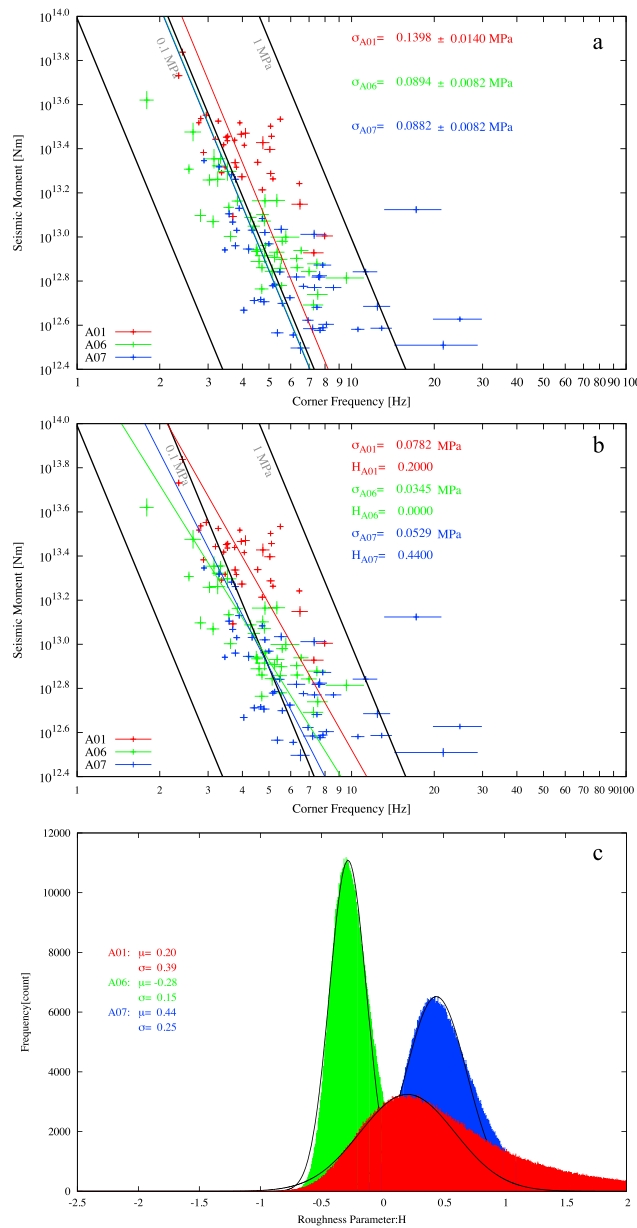 a
10^14.0
10^13.8
10^13.6
10^13.4
10^13.2
10^13.0
10^12.8
10^12.6
10^12.4
Seismic Moment [Nm]
0.1 MPa
1 MPa
σA01= 0.1398 ± 0.0140 MPa
σA06= 0.0894 ± 0.0082 MPa
σA07= 0.0882 ± 0.0082 MPa
A01
A06
A07
1 2 3 4 5 6 7 8 9 10 20 30 40 50 60 70 80 90 100
Corner Frequency [Hz]
b
10^14.0
10^13.8
10^13.6
10^13.4
10^13.2
10^13.0
10^12.8
10^12.6
10^12.4
Seismic Moment [Nm]
0.1 MPa
1 MPa
σA01= 0.0782 MPa
HA01= 0.2000
σA06= 0.0345 MPa
HA06= 0.0000
σA07= 0.0529 MPa
HA07= 0.4400
A01
A06
A07
1 2 3 4 5 6 7 8 9 10 20 30 40 50 60 70 80 90 100
Corner Frequency [Hz]
c
12000
10000
8000
6000
4000
2000
0
Frequency[count]
A01: μ= 0.20
σ= 0.39
A06: μ= -0.28
σ= 0.15
A07: μ= 0.44
σ= 0.25
-2.5 -2 -1.5 -1 -0.5 0 0.5 1 1.5 2
Roughness Parameter:H